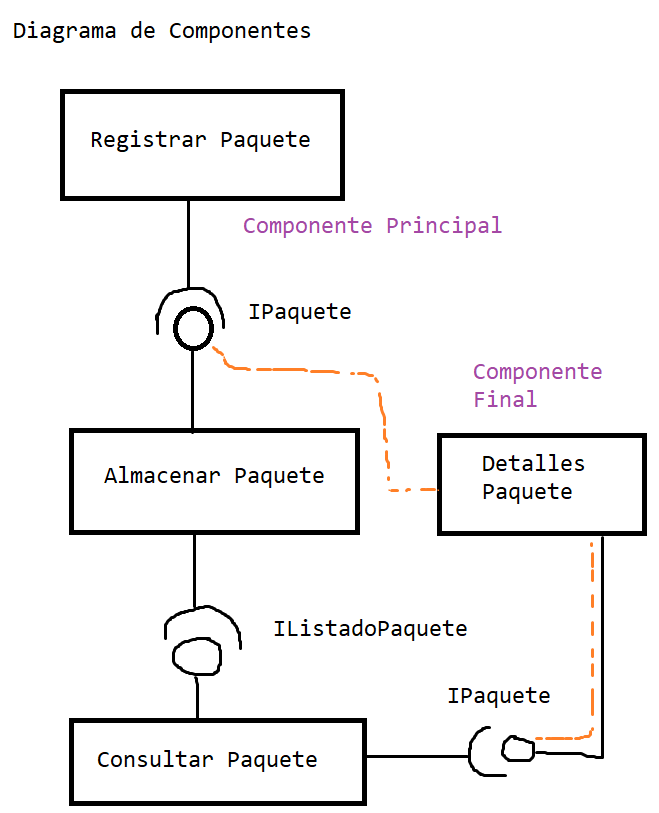 Diagrama de Componentes
Registrar Paquete
Componente Principal
IPaquete
Componente
Final
Almacenar Paquete
Detalles
Paquete
IListadoPaquete
IPaquete
Consultar Paquete